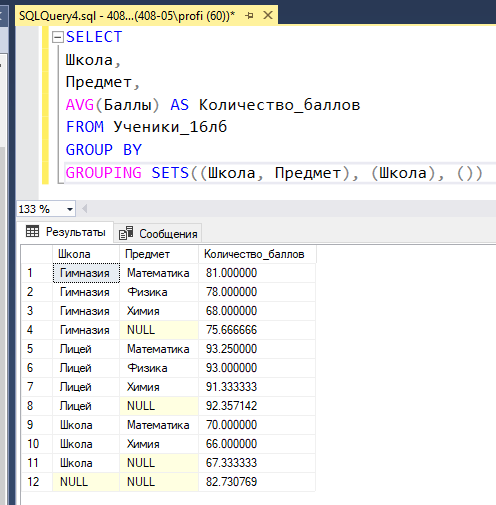 SQLQuery4.sql - 408...(408-05\profi (60))*
SELECT
Школа,
Предмет,
AVG(Баллы) AS Количество_баллов
FROM Ученики_16лб
GROUP BY
GROUPING SETS((Школа, Предмет), (Школа), ())
133 %
Результаты Сообщения
Школа Предмет Количество_баллов
1 Гимназия Математика 81.000000
2 Гимназия Физика 78.000000
3 Гимназия Химия 68.000000
4 Гимназия NULL 75.666666
5 Лицей Математика 93.250000
6 Лицей Физика 93.000000
7 Лицей Химия 91.333333
8 Лицей NULL 92.357142
9 Школа Математика 70.000000
10 Школа Химия 66.000000
11 Школа NULL 67.333333
12 NULL NULL 82.730769